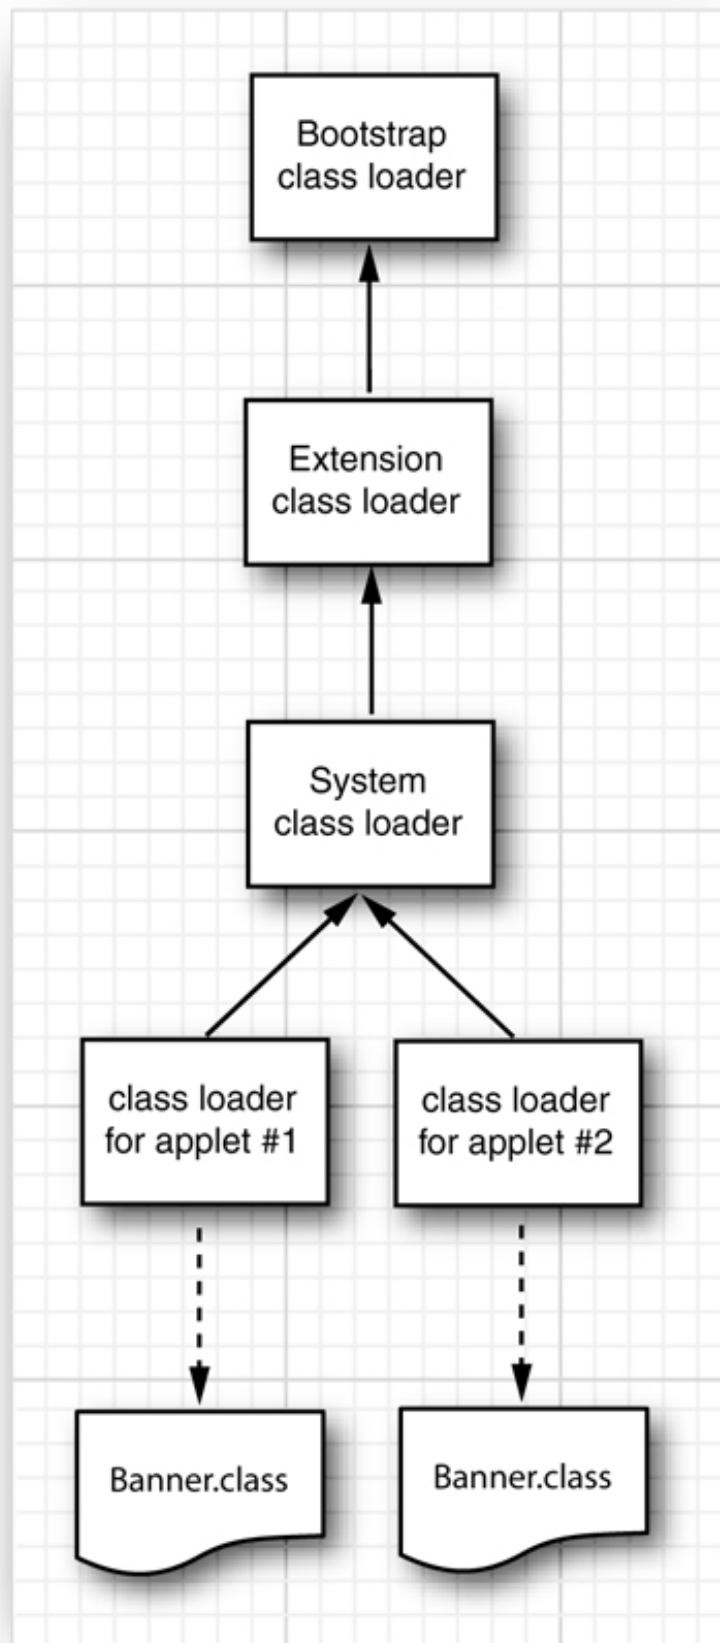 Bootstrap
class loader
Extension
class loader
System
class loader
class loader
for applet #1
class loader
for applet #2
Banner.class
Banner.class